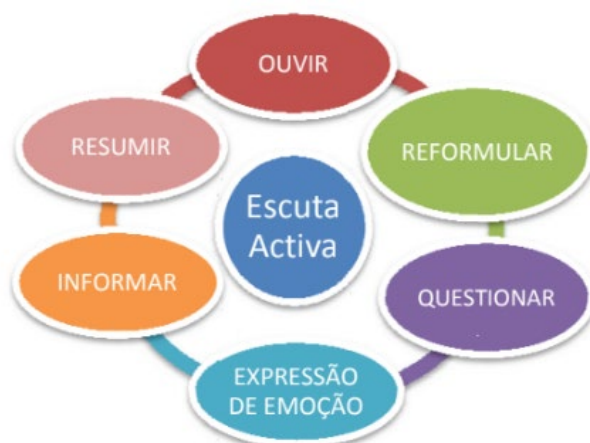 OUVIR
REFORMULAR
QUESTIONAR
EXPRESSÃO
DE EMOÇÃO
INFORMAR
RESUMIR
Escuta
Activa